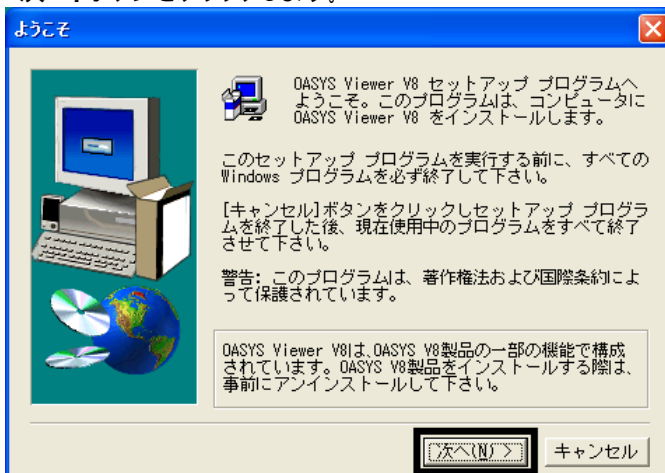 ようこそ
OASYS Viewer V8 セットアップ プログラムへ
ようこそ。このプログラムは、コンピュータに
OASYS Viewer V8 をインストールします。
このセットアップ プログラムを実行する前に、すべての
Windows プログラムを必ず終了して下さい。
[キャンセル]ボタンをクリックしセットアップ プログラ
ムを終了した後、現在使用中のプログラムをすべて終了
させて下さい。
警告: このプログラムは、著作権法および国際条約によ
って保護されています。
OASYS Viewer V8は、OASYS V8製品の一部の機能で構成
されています。OASYS V8製品をインストールする際は、
事前にアンインストールして下さい。
次へ(N) >
キャンセル